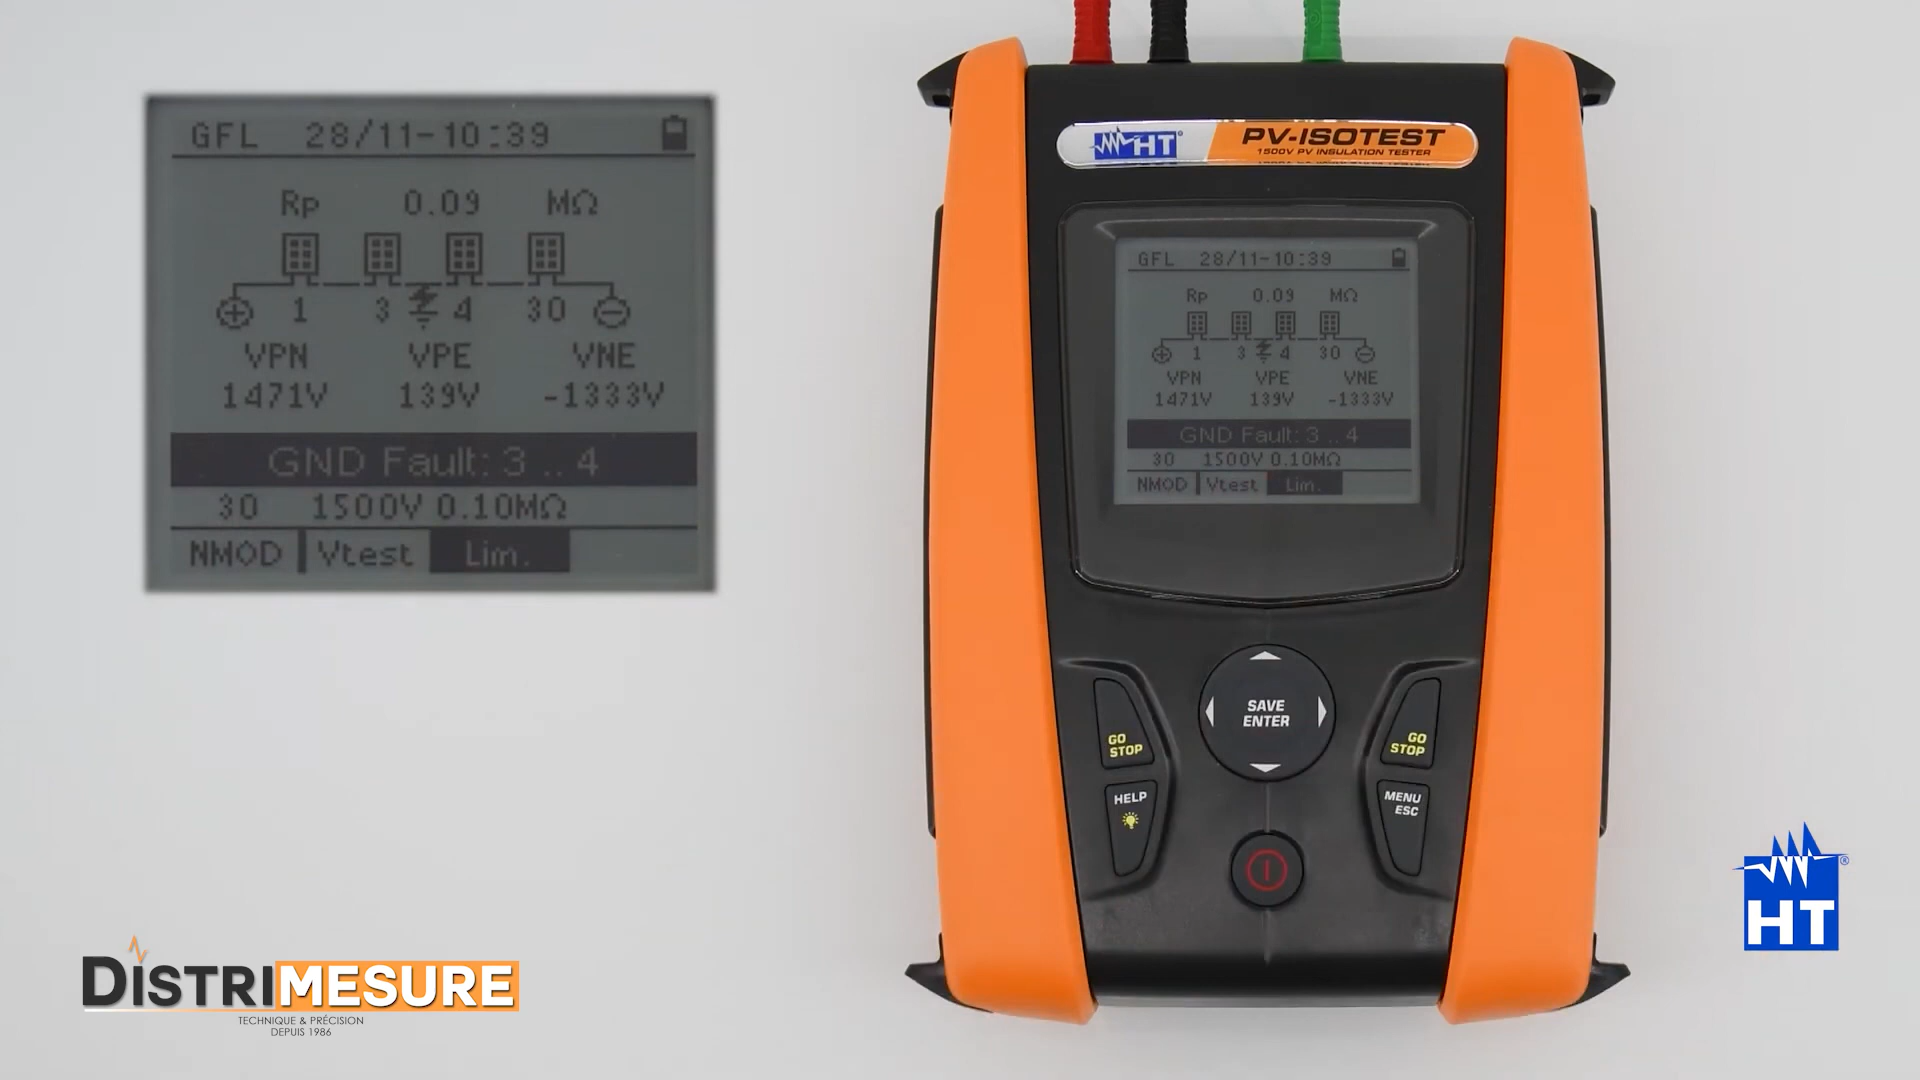 GFL 28/11-10:39
Rp 0.09 MΩ
1 3 4 30
VPN VPE VNE
1471V 139V -1333V
GND Fault: 3 .. 4
30 1500V 0.10MΩ
NMOD Vtest Lim.
HT PV-ISOTEST
1500V PV INSULATION TESTER
GFL 28/11-10:39
Rp 0.09 MΩ
1 3 4 30
VPN VPE VNE
1471V 139V -1333V
GND Fault: 3 .. 4
30 1500V 0.10MΩ
NMOD Vtest Lim.
SAVE
ENTER
GO
STOP
GO
STOP
HELP
MENU
ESC
HT
DISTRIMESURE
TECHNIQUE & PRÉCISION
DEPUIS 1986